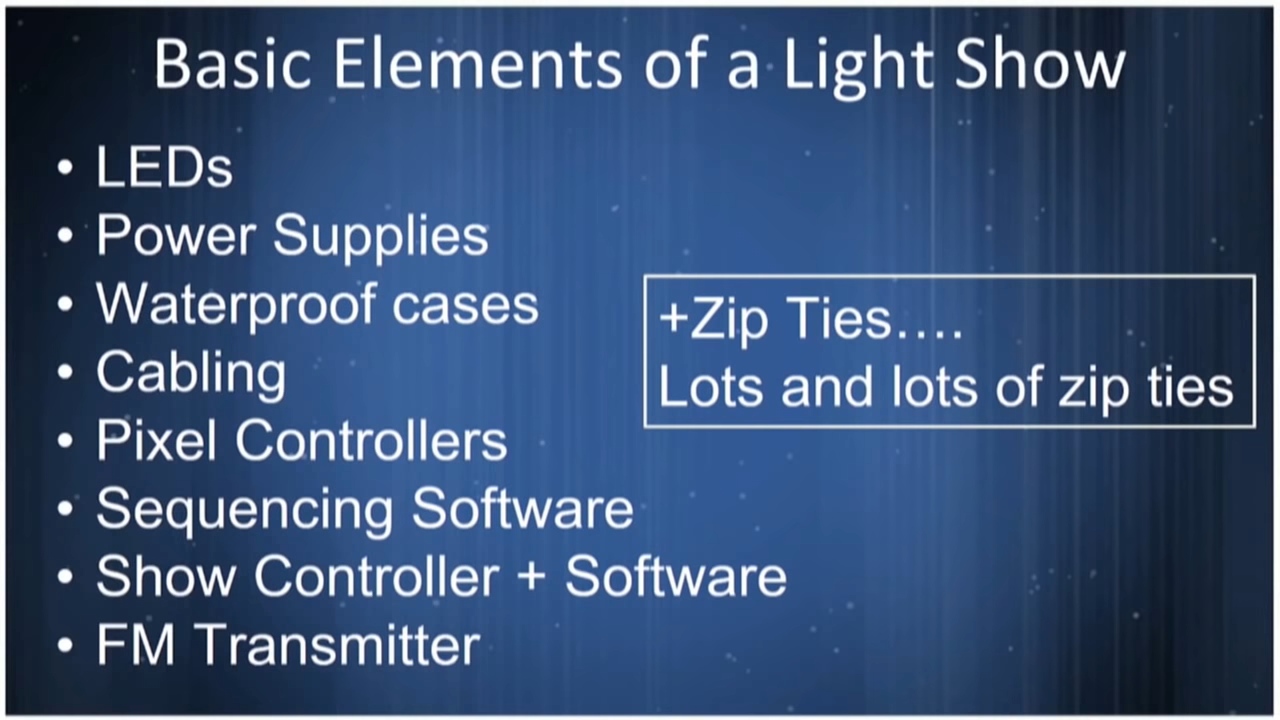 Basic Elements of a Light Show
• LEDs
• Power Supplies
• Waterproof cases
• Cabling
• Pixel Controllers
• Sequencing Software
• Show Controller + Software
• FM Transmitter
+Zip Ties....
Lots and lots of zip ties